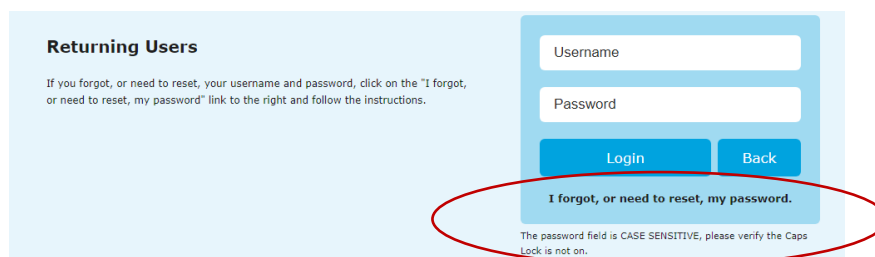 Returning Users
If you forgot, or need to reset, your username and password, click on the "I forgot,
or need to reset, my password" link to the right and follow the instructions.
Username
Password
Login
Back
I forgot, or need to reset, my password.
The password field is CASE SENSITIVE, please verify the Caps
Lock is not on.